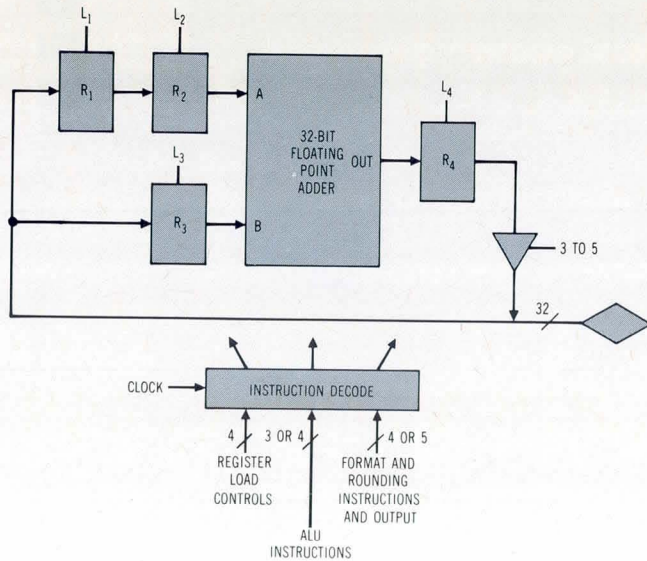 L1
L2
R1
R2
A
L4
32-BIT
FLOATING
POINT
ADDER
OUT
R4
L3
R3
B
3 TO 5
32
CLOCK
INSTRUCTION DECODE
4
3 OR 4
4 OR 5
REGISTER
LOAD
CONTROLS
FORMAT AND
ROUNDING
INSTRUCTIONS
AND OUTPUT
ALU
INSTRUCTIONS